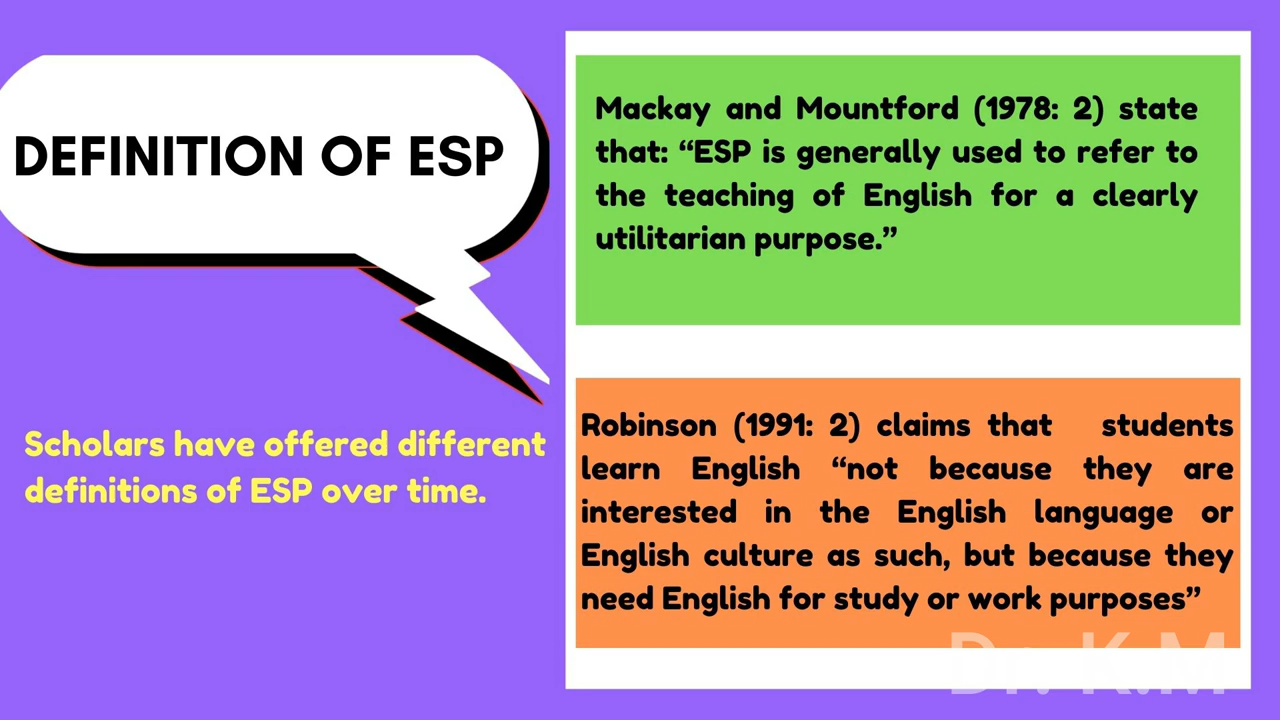 DEFINITION OF ESP
Scholars have offered different
definitions of ESP over time.
Mackay and Mountford (1978: 2) state
that: “ESP is generally used to refer to
the teaching of English for a clearly
utilitarian purpose.”
Robinson (1991: 2) claims that students
learn English “not because they are
interested in the English language or
English culture as such, but because they
need English for study or work purposes”
Dr. K.M